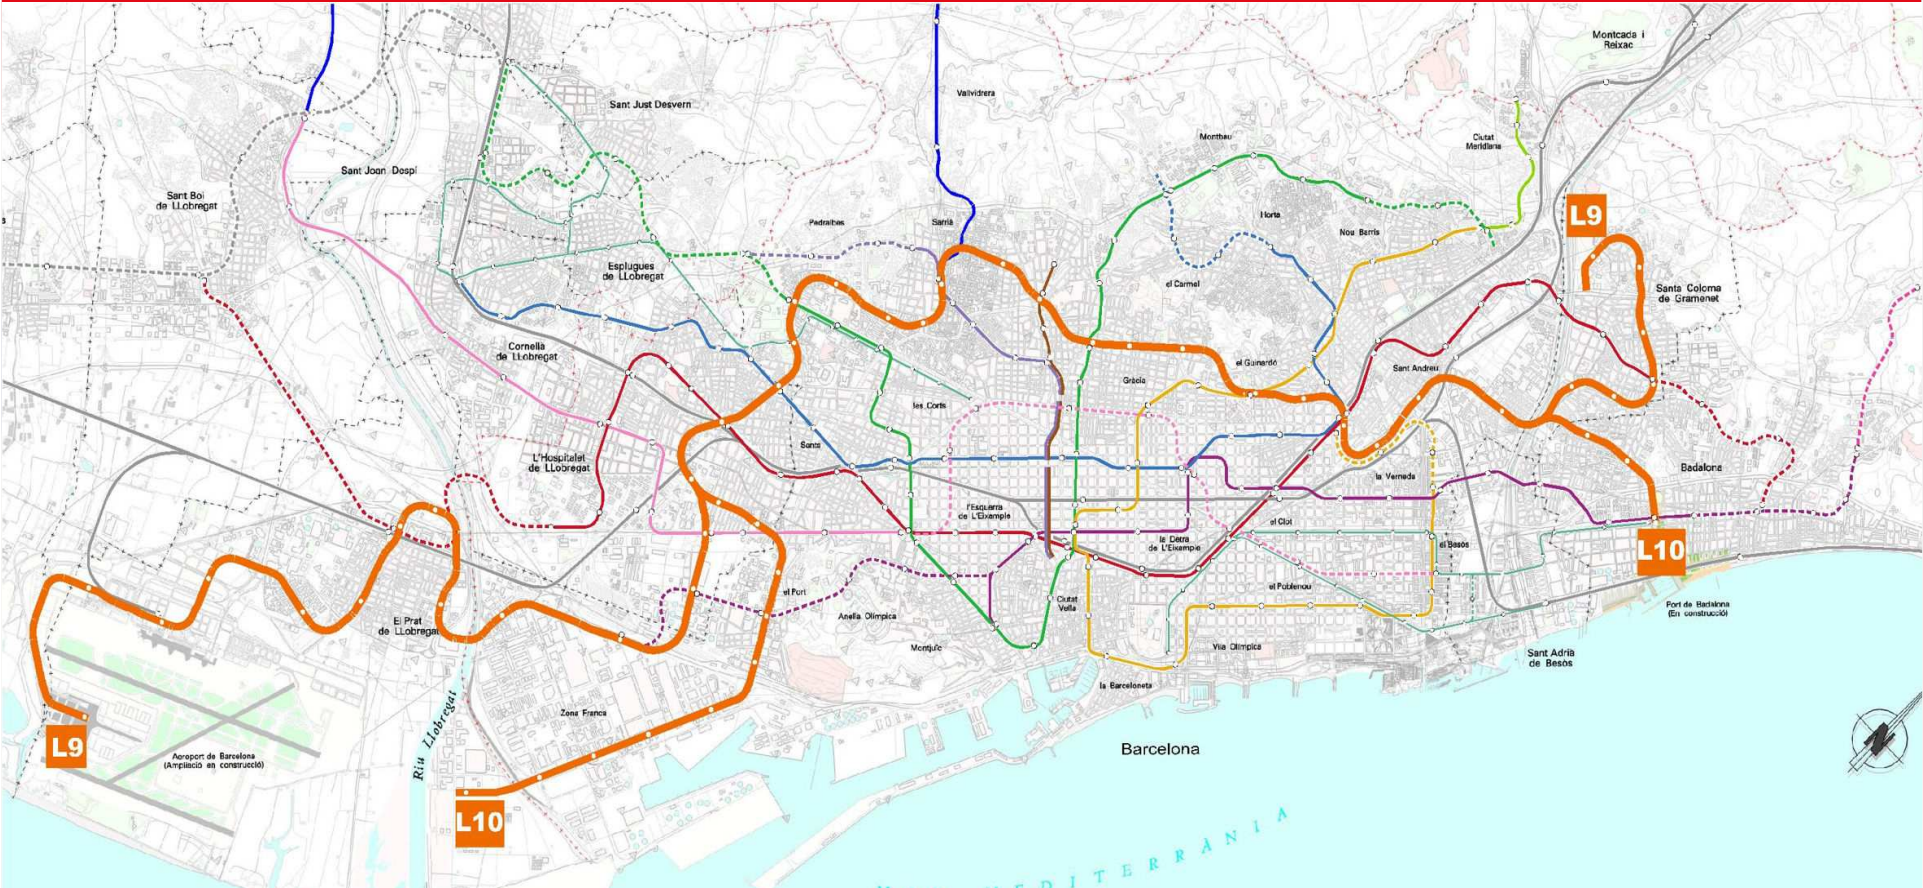 Montcada i
Reixac
Sant Just Desvern
Vallvidrera
Montbau
Ciutat
Meridiana
Sant Joan Despí
Sant Boi
de LLobregat
Pedralbes
Sarrià
Horta
Nou Barris
L9
Esplugues
de LLobregat
el Carmel
Santa Coloma
de Gramenet
Cornellà
de LLobregat
el Guinardó
Sant Andreu
Gràcia
les Corts
Sants
L'Hospitalet
de LLobregat
la Verneda
Badalona
l'Esquerra
de L'Eixample
el Clot
la Dreta
de L'Eixample
el Besòs
L10
el Port
el Poblenou
Ciutat
Vella
Port de Badalona
(En construcció)
Anella Olímpica
El Prat
de LLobregat
Montjuïc
Vila Olímpica
Sant Adrià
de Besòs
la Barceloneta
Zona Franca
Riu Llobregat
L9
Aeroport de Barcelona
(Ampliació en construcció)
Barcelona
L10
EDITERRÀNIA